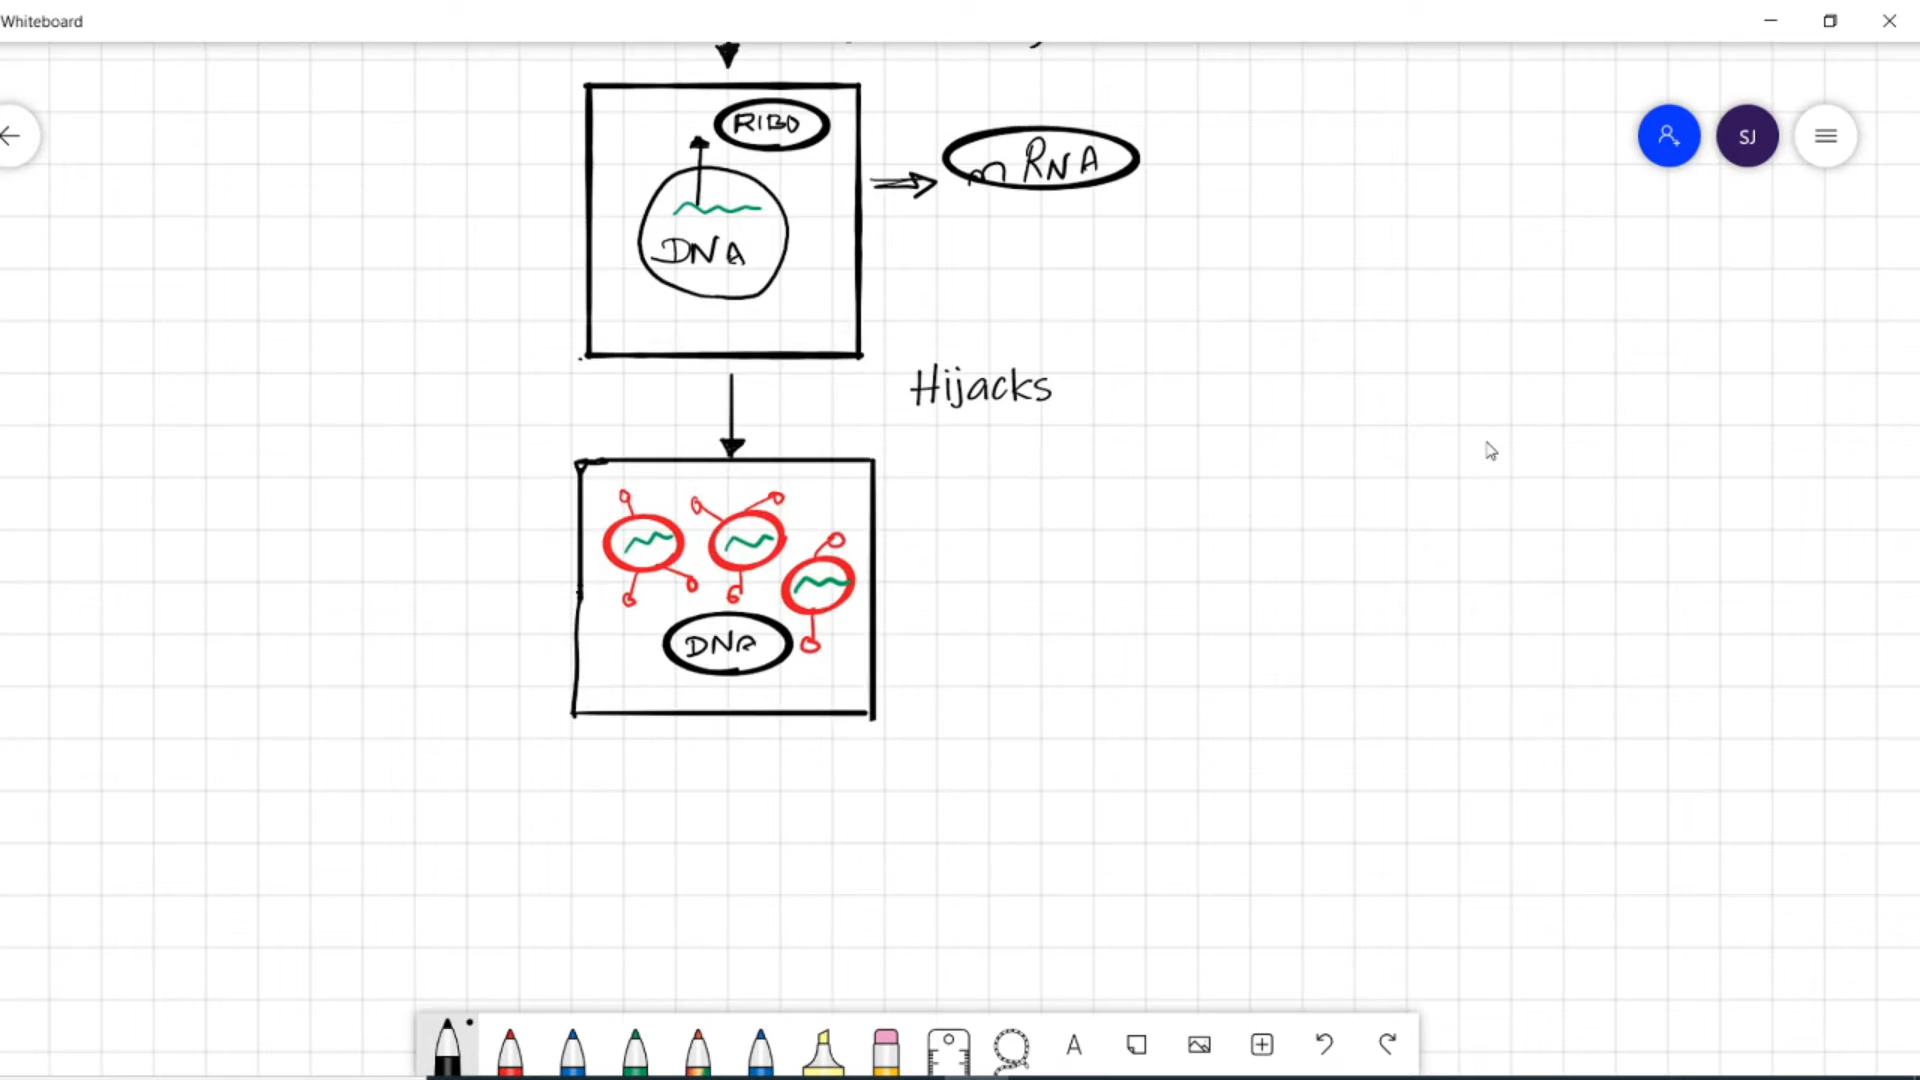 Whiteboard
RIBO
mRNA
SJ
DNA
Hijacks
DNA
A